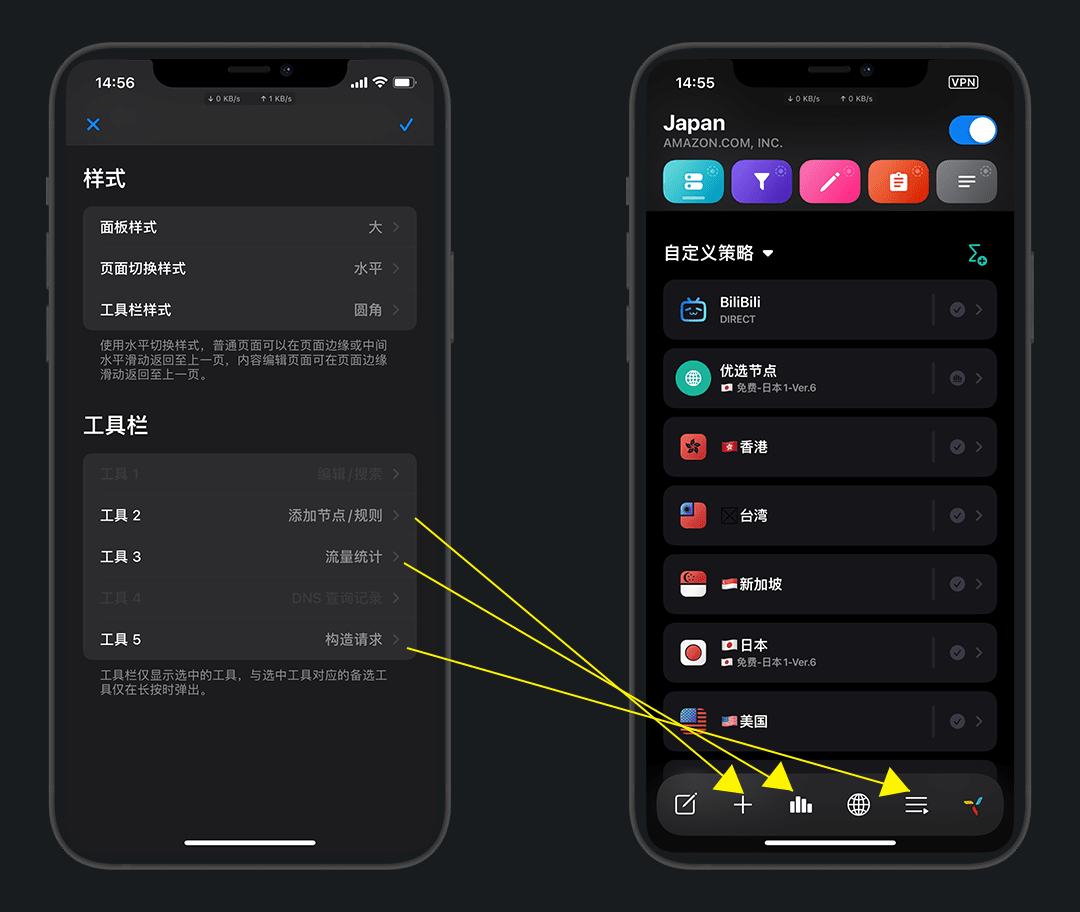 14:56
↓ 0 KB/s ↑ 1 KB/s
样式
面板样式 大
页面切换样式 水平
工具栏样式 圆角
使用水平切换样式，普通页面可以在页面边缘或中间
水平滑动返回至上一页，内容编辑页面可在页面边缘
滑动返回至上一页。
工具栏
工具 1 编辑/搜索
工具 2 添加节点/规则
工具 3 流量统计
工具 4 DNS 查询记录
工具 5 构造请求
工具栏仅显示选中的工具，与选中工具对应的备选工
具仅在长按时弹出。
14:55 VPN
↓ 0 KB/s ↑ 0 KB/s
Japan
AMAZON.COM, INC.
自定义策略
BiliBili
DIRECT
优选节点
🇯🇵 免费-日本1-Ver.6
🇭🇰香港
台湾
🇸🇬新加坡
🇯🇵日本
🇯🇵 免费-日本1-Ver.6
🇺🇸美国